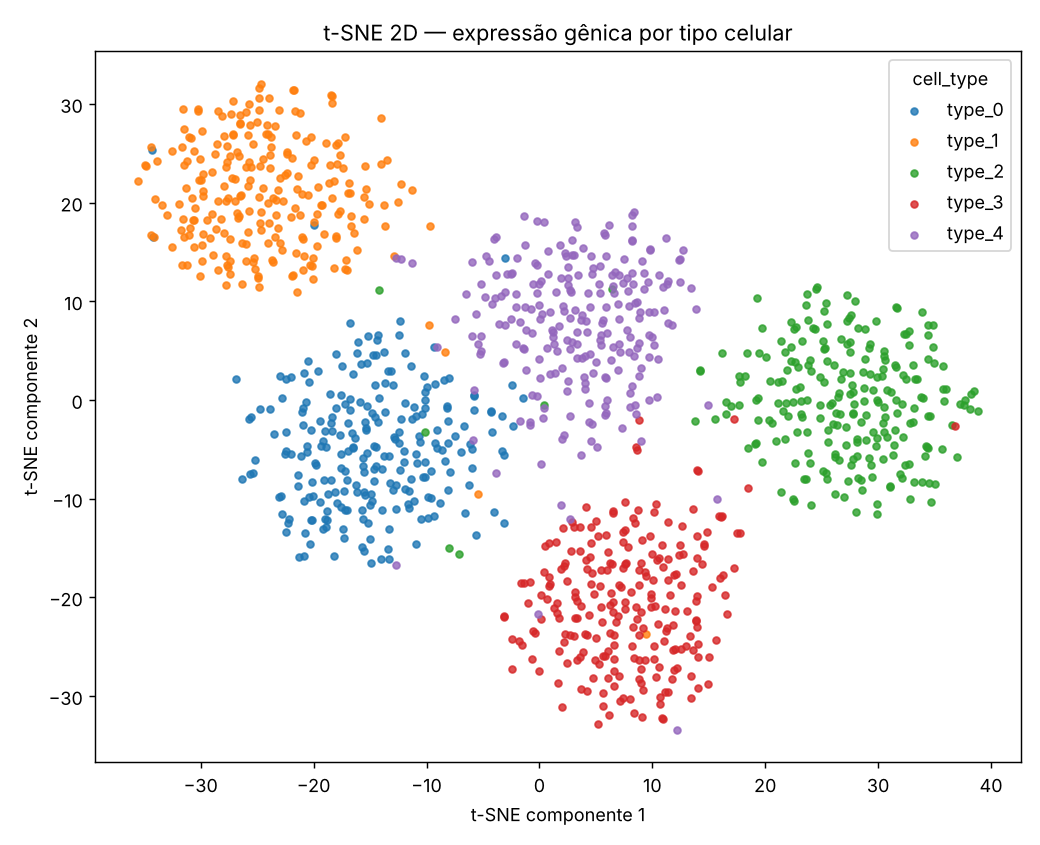 t-SNE 2D — expressão gênica por tipo celular
cell_type
type_0
type_1
type_2
type_3
type_4
t-SNE componente 2
30
20
10
0
−10
−20
−30
−30
−20
−10
0
10
20
30
40
t-SNE componente 1